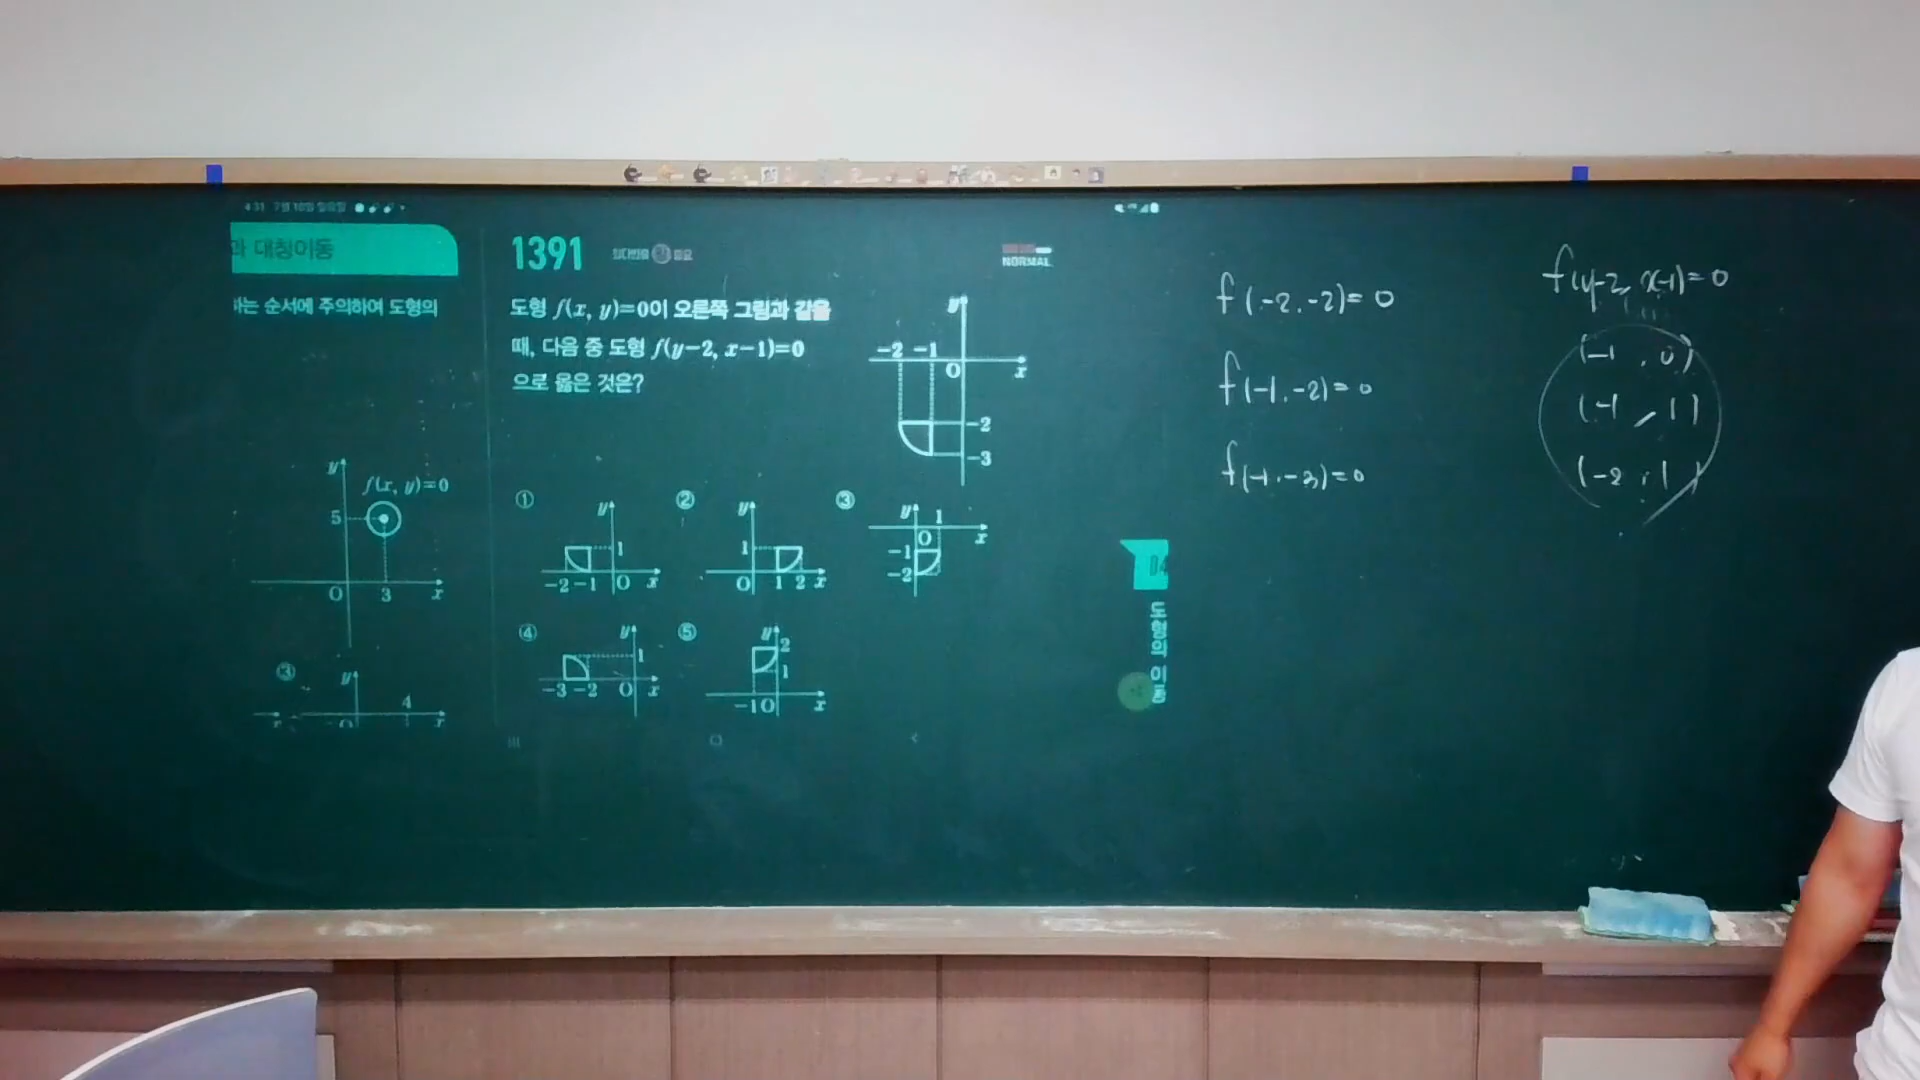 과 대칭이동
하는 순서에 주의하여 도형의
y
f(x, y)=0
5
O 3 x
③
y
4
O x
1391
NORMAL
도형 f(x, y)=0이 오른쪽 그림과 같을
때, 다음 중 도형 f(y-2, x-1)=0
으로 옳은 것은?
y
-2 -1
O x
-2
-3
①
y
1
-2 -1 O x
②
y
1
O 1 2 x
③
y 1
O x
-1
-2
④
y
1
-3 -2 O x
⑤
y 2
1
-1 O x
04
도형의 이동
f(-2, -2)=0
f(-1, -2)=0
f(-1, -3)=0
f(y-2, x-1)=0
(-1, 0)
(-1, 1)
(-2, 1)